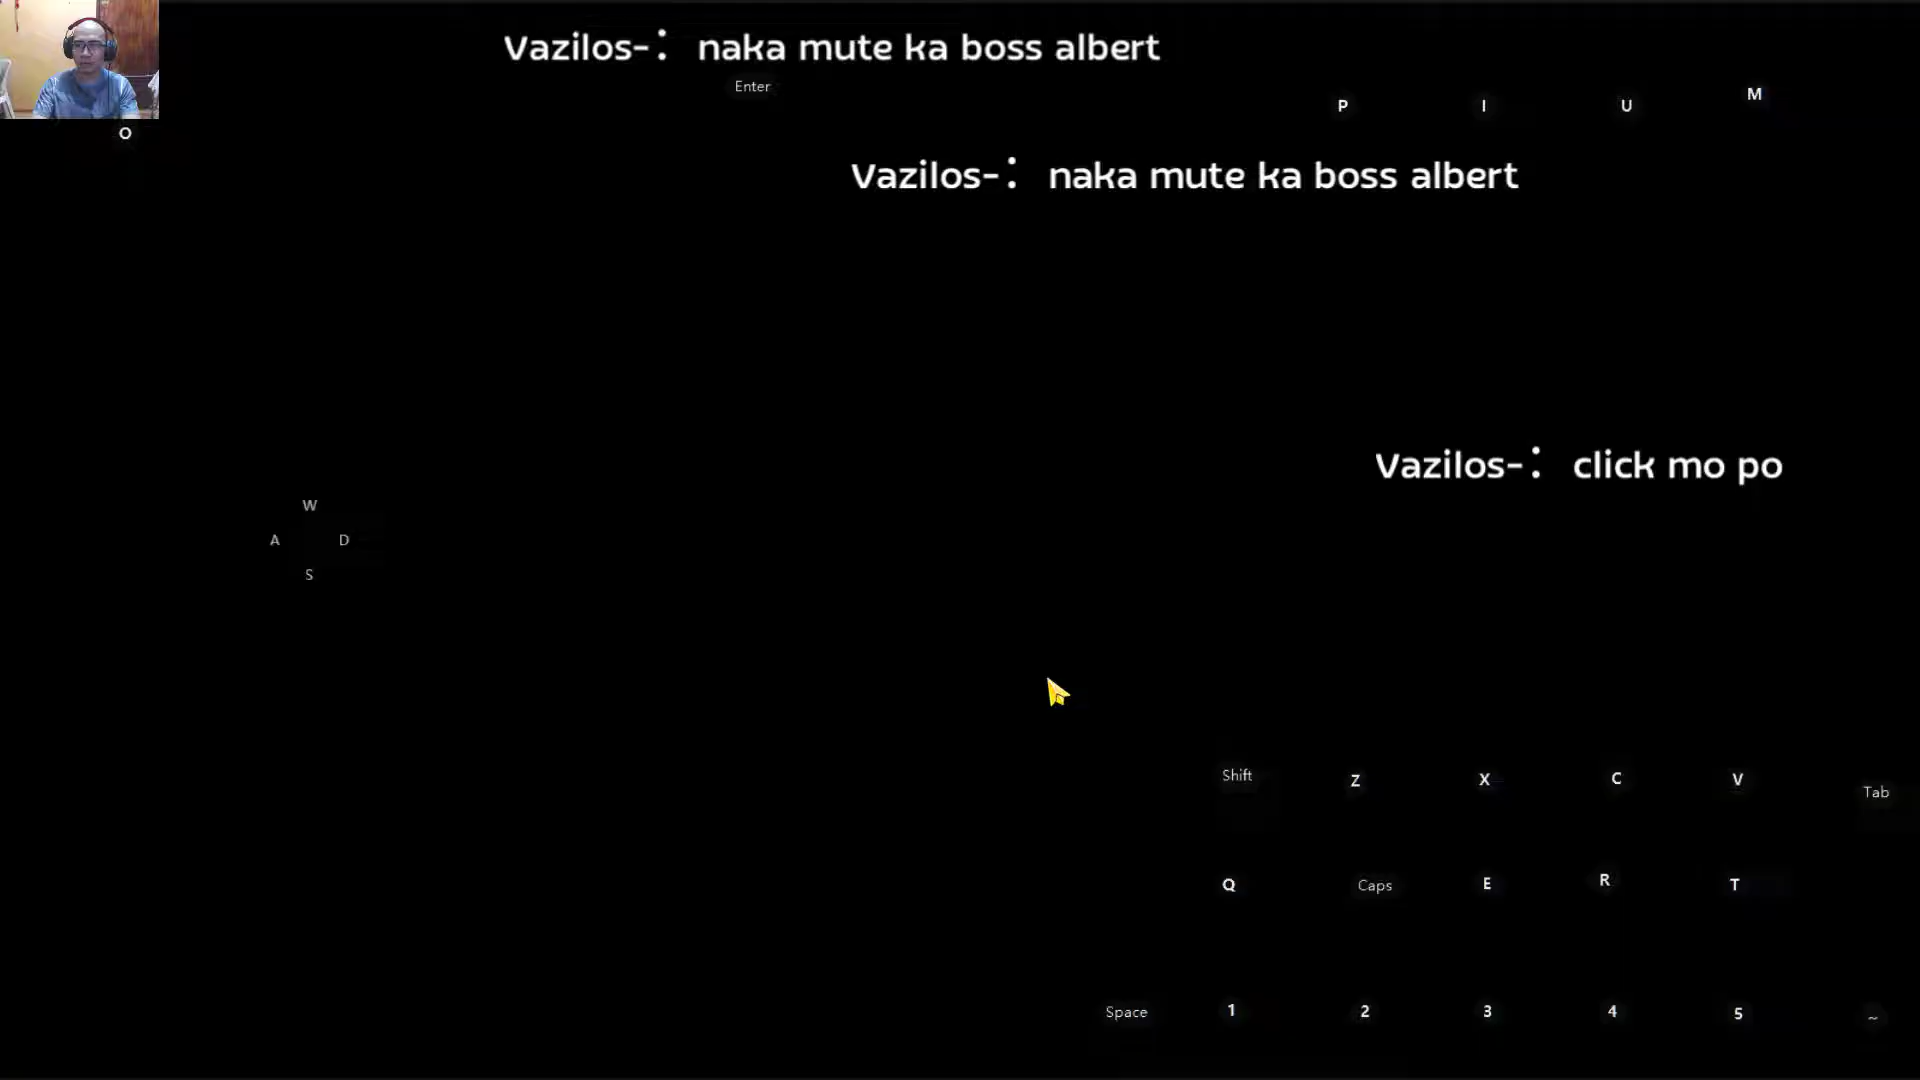 Vazilos-: naka mute ka boss albert
Enter
P I U M
O
Vazilos-: naka mute ka boss albert
Vazilos-: click mo po
W
A D
S
Shift Z X C V Tab
Q Caps E R T
Space 1 2 3 4 5 ~